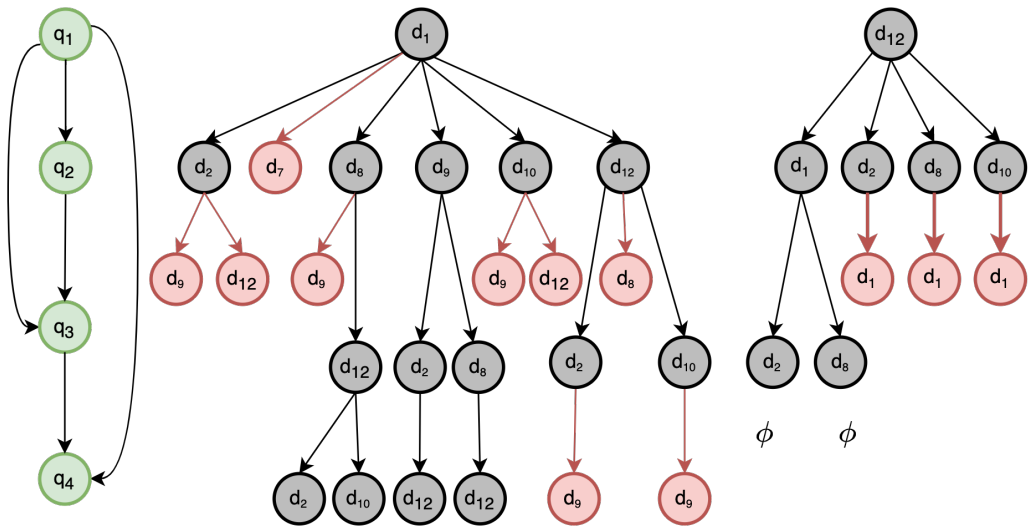 q1 d1 d12
q2 d2 d7 d8 d9 d10 d12 d1 d2 d8 d10
d9 d12 d9 d9 d12 d8 d1 d1 d1
q3 d12 d2 d8 d2 d10 d2 d8
ϕ ϕ
q4 d2 d10 d12 d12 d9 d9